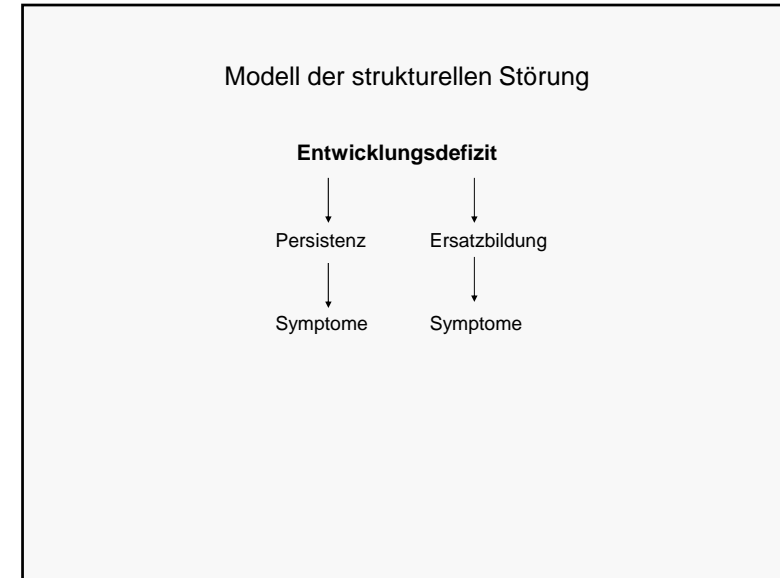 Modell der strukturellen Störung
Entwicklungsdefizit
Persistenz Ersatzbildung
Symptome Symptome